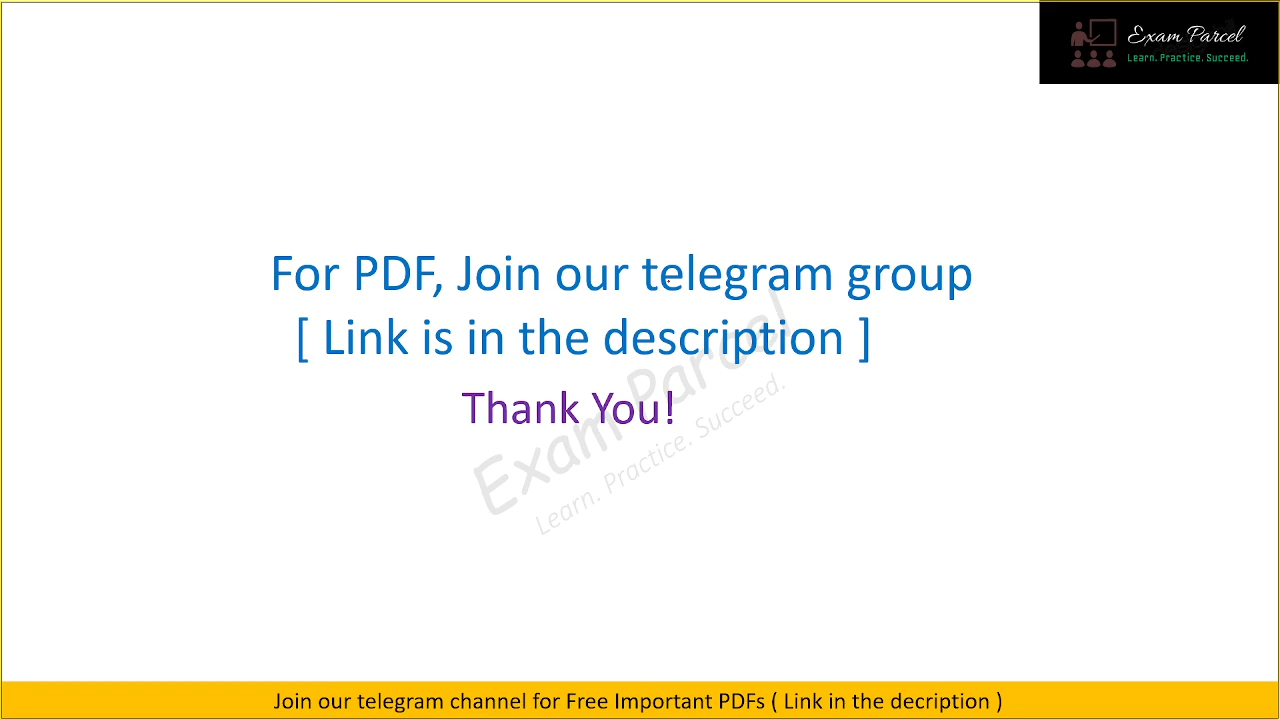 Exam Parcel
Learn. Practice. Succeed.
For PDF, Join our telegram group
[ Link is in the description ]
Thank You!
Exam Parcel
Learn. Practice. Succeed.
Join our telegram channel for Free Important PDFs ( Link in the decription )